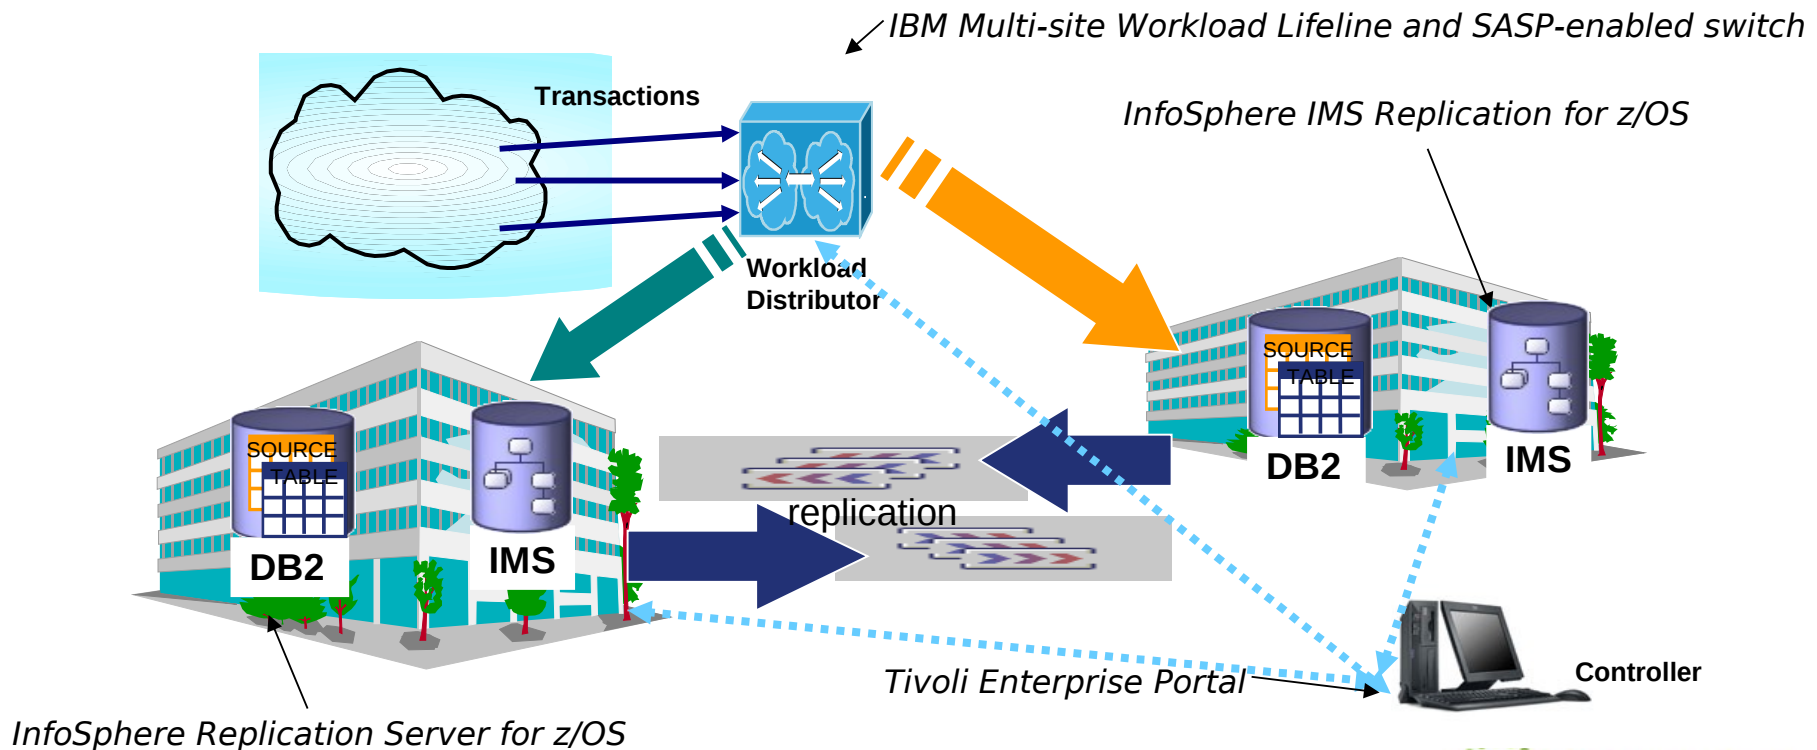 IBM Multi-site Workload Lifeline and SASP-enabled switch
Transactions
InfoSphere IMS Replication for z/OS
Workload
Distributor
SOURCE
TABLE
DB2
IMS
SOURCE
TABLE
DB2
IMS
replication
Tivoli Enterprise Portal
Controller
InfoSphere Replication Server for z/OS